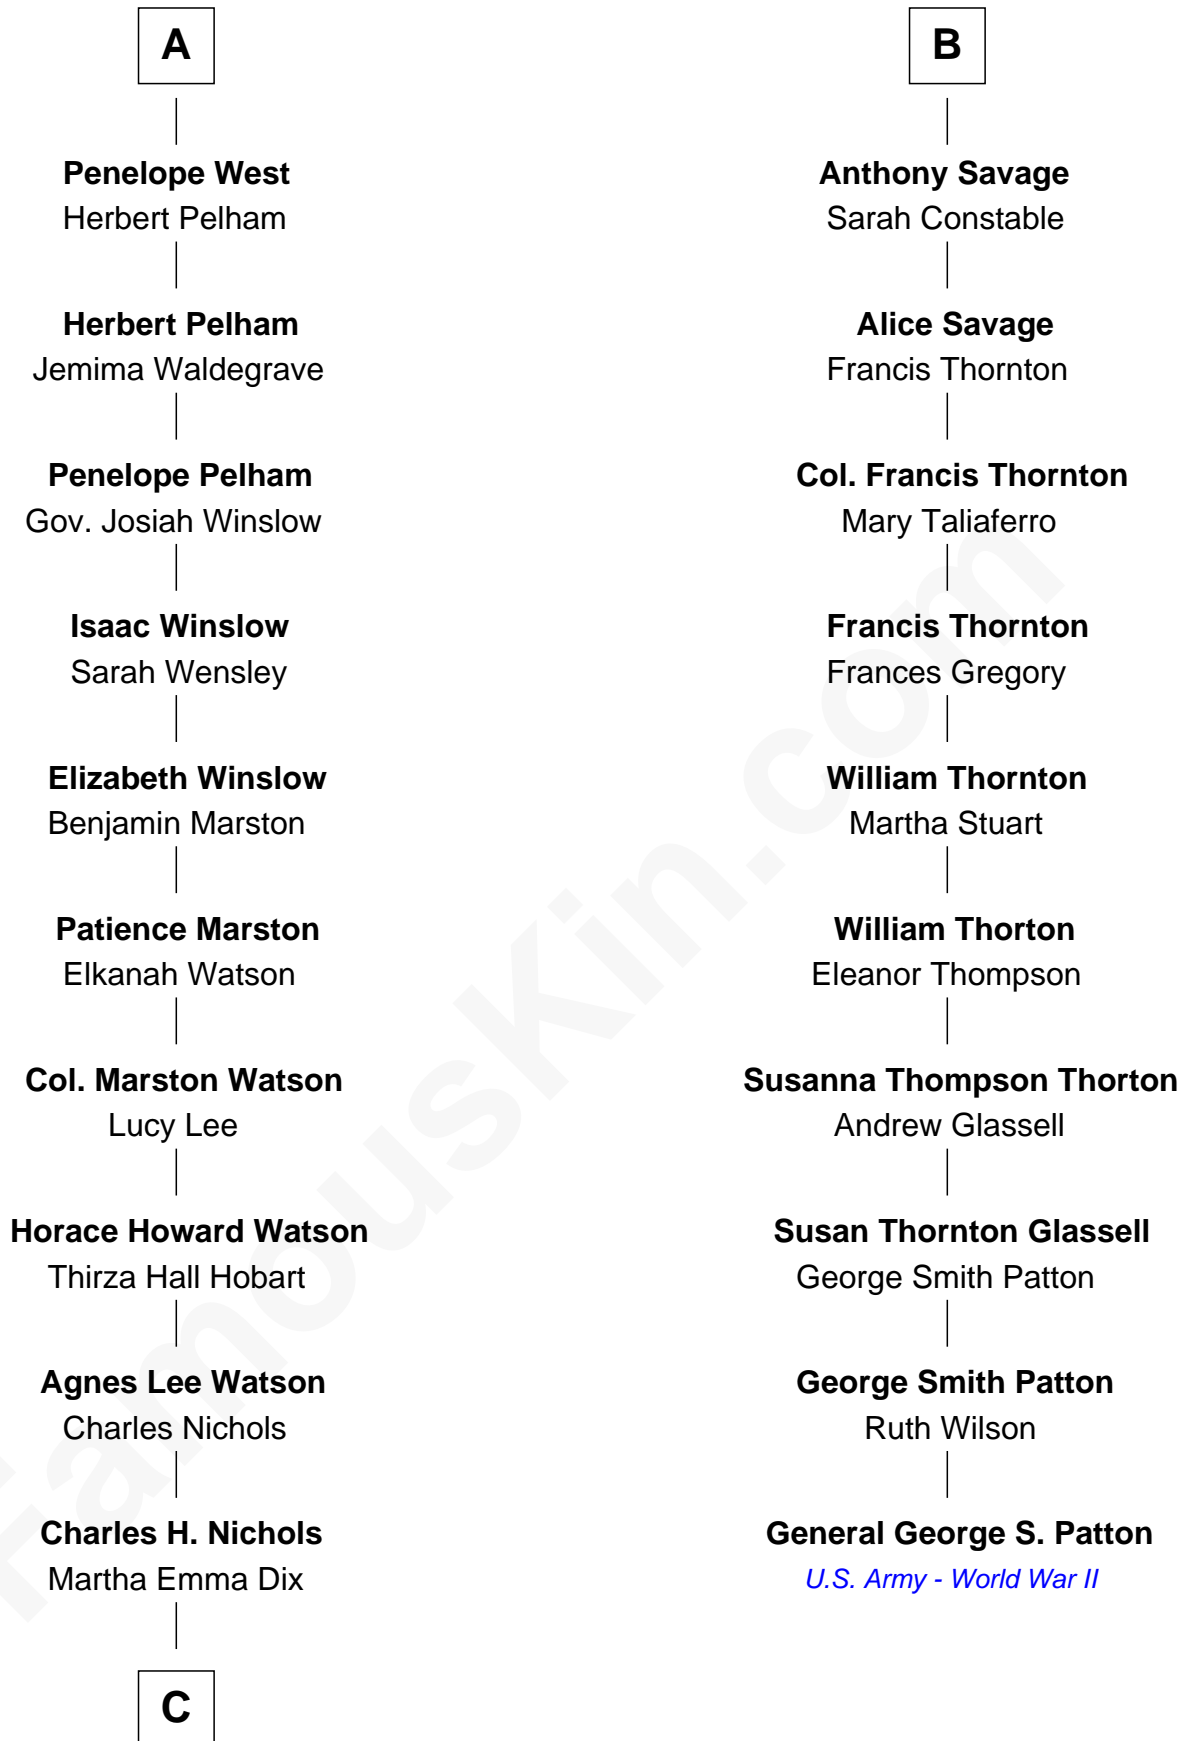 A
Penelope West
Herbert Pelham
Herbert Pelham
Jemima Waldegrave
Penelope Pelham
Gov. Josiah Winslow
Isaac Winslow
Sarah Wensley
Elizabeth Winslow
Benjamin Marston
Patience Marston
Elkanah Watson
Col. Marston Watson
Lucy Lee
Horace Howard Watson
Thirza Hall Hobart
Agnes Lee Watson
Charles Nichols
Charles H. Nichols
Martha Emma Dix
C
B
Anthony Savage
Sarah Constable
Alice Savage
Francis Thornton
Col. Francis Thornton
Mary Taliaferro
Francis Thornton
Frances Gregory
William Thornton
Martha Stuart
William Thorton
Eleanor Thompson
Susanna Thompson Thorton
Andrew Glassell
Susan Thornton Glassell
George Smith Patton
George Smith Patton
Ruth Wilson
General George S. Patton
U.S. Army - World War II
FamousKin.com